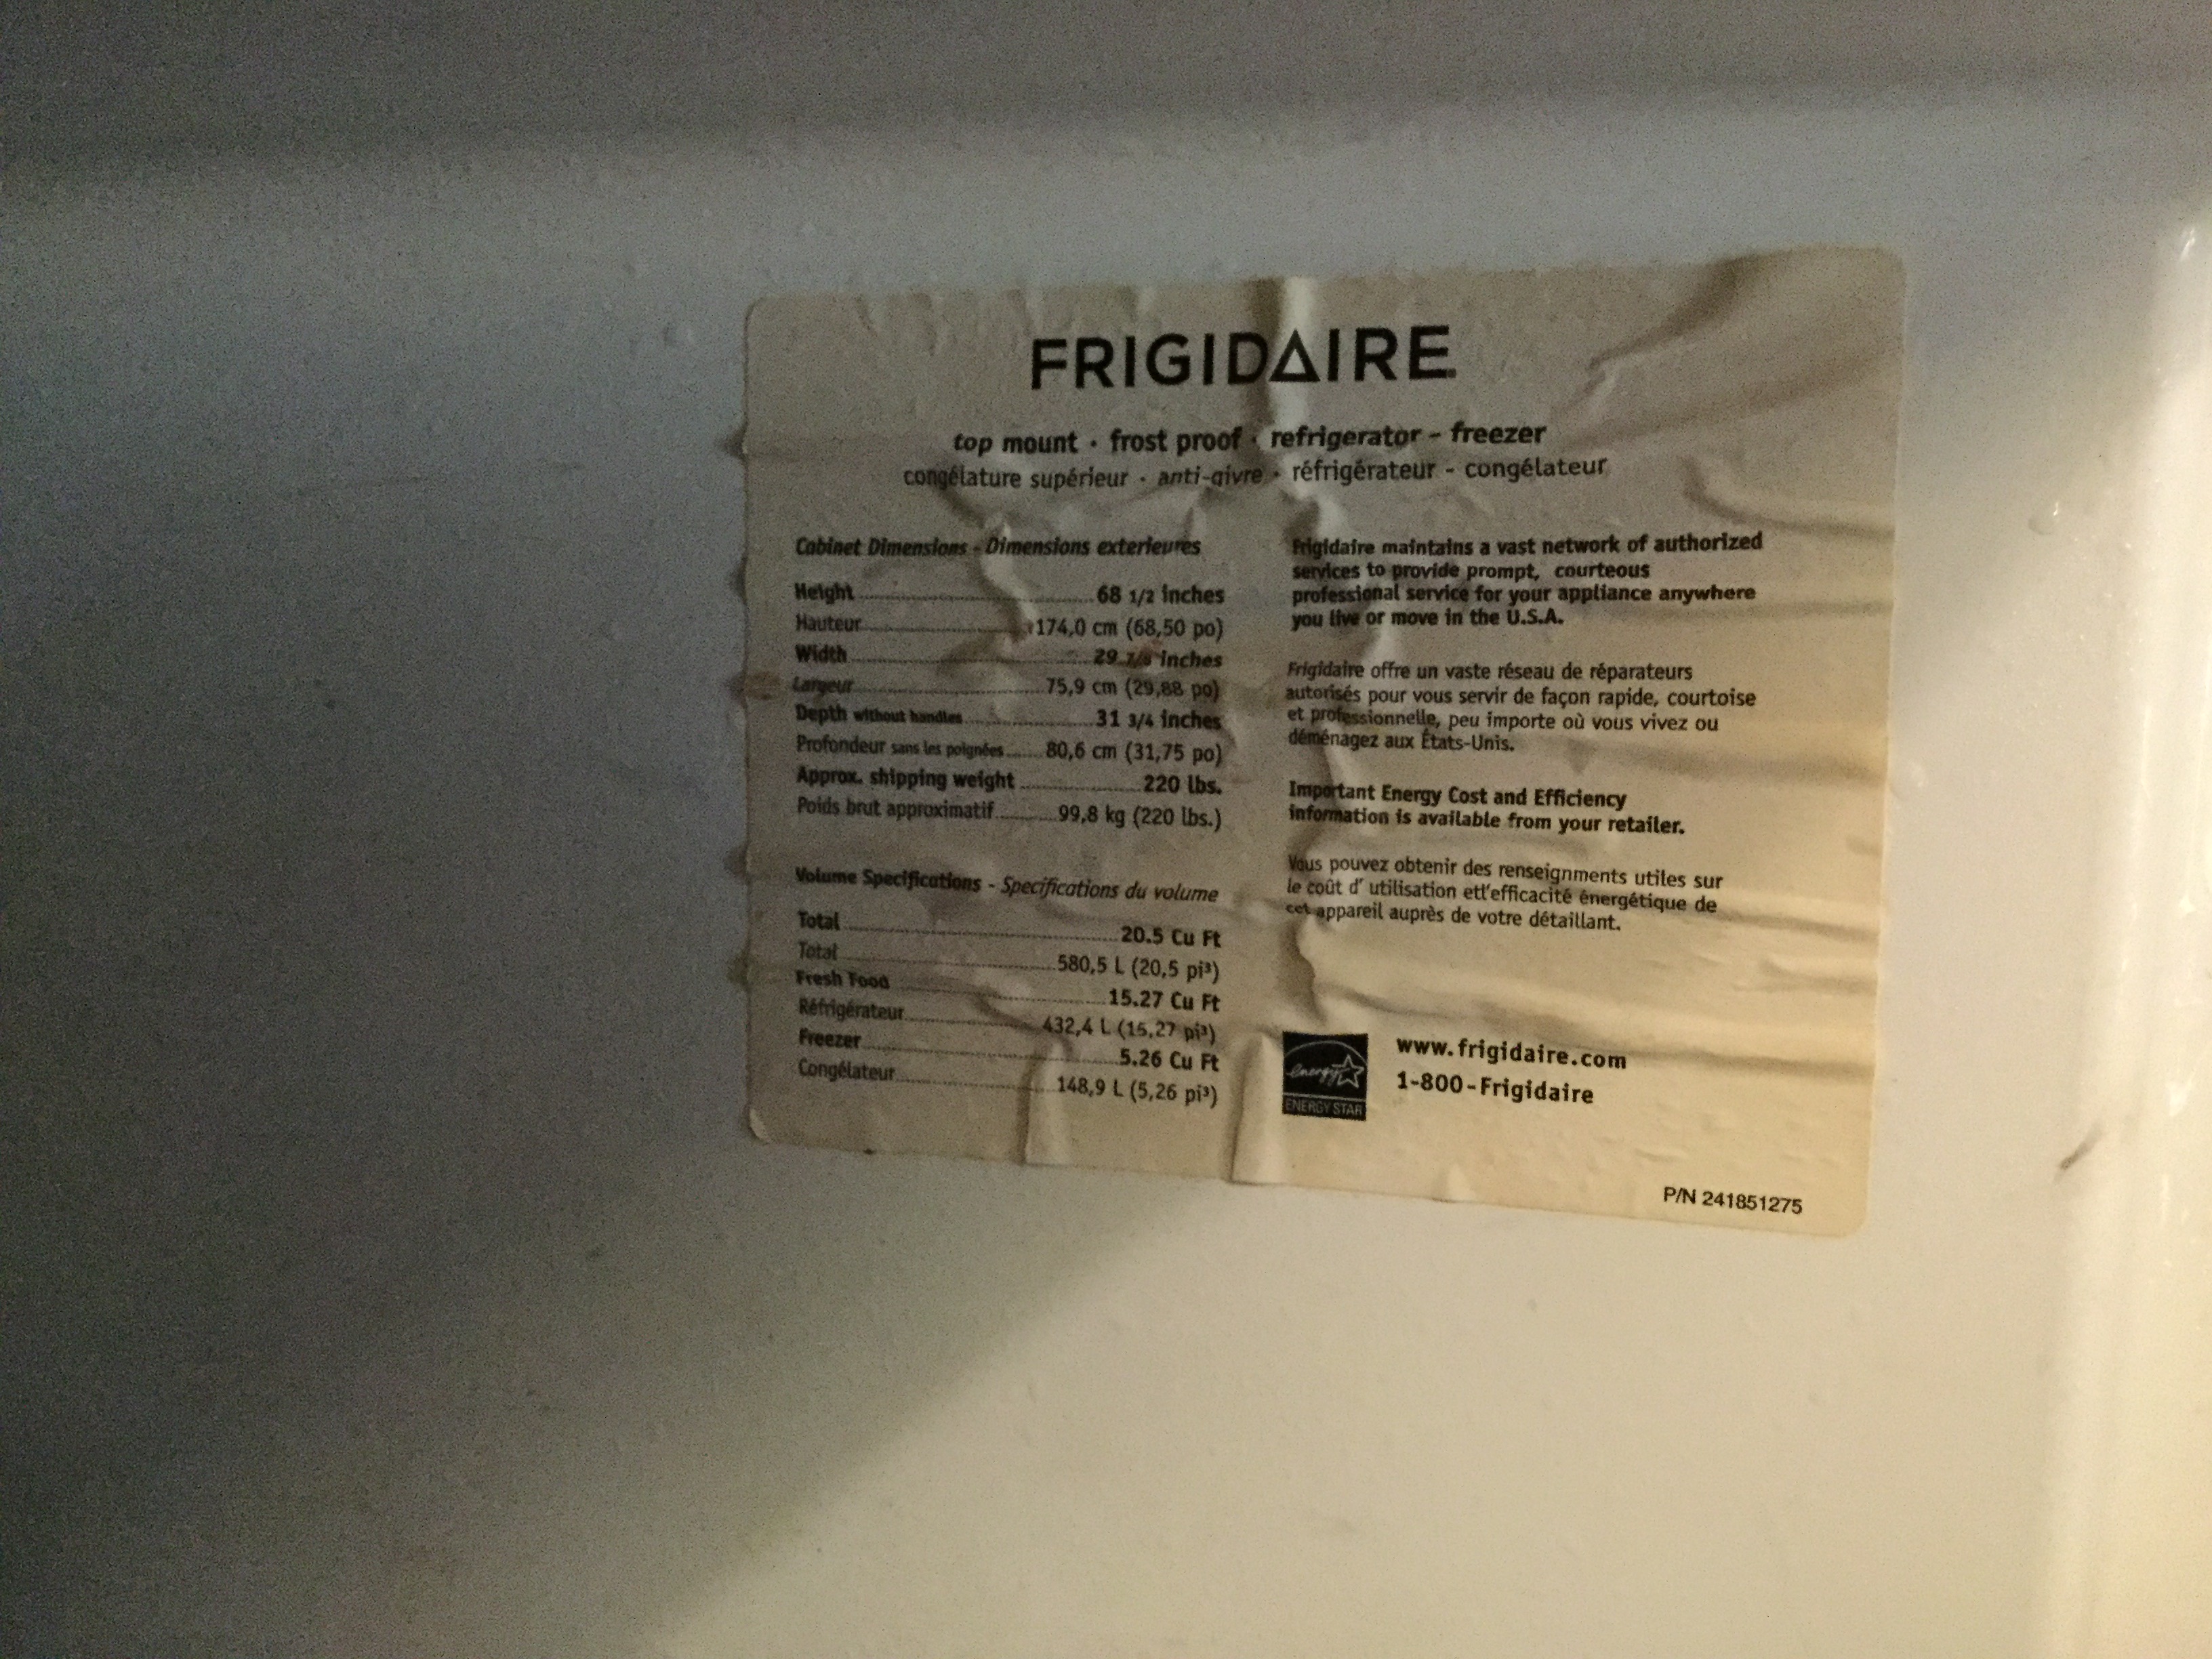 FRIGIDAIRE
top mount · frost proof · refrigerator - freezer
congélature supérieur · anti-givre · réfrigérateur - congélateur
Cabinet Dimensions - Dimensions exterieures
Height 68 1/2 inches
Hauteur 174,0 cm (68,50 po)
Width 29 7/8 inches
Largeur 75,9 cm (29,88 po)
Depth without handles 31 3/4 inches
Profondeur sans les poignées 80,6 cm (31,75 po)
Approx. shipping weight 220 lbs.
Poids brut approximatif 99,8 kg (220 lbs.)
Volume Specifications - Specifications du volume
Total 20.5 Cu Ft
Total 580,5 L (20,5 pi³)
Fresh Food 15.27 Cu Ft
Réfrigérateur 432,4 L (15,27 pi³)
Freezer 5.26 Cu Ft
Congélateur 148,9 L (5,26 pi³)
Frigidaire maintains a vast network of authorized
services to provide prompt, courteous
professional service for your appliance anywhere
you live or move in the U.S.A.
Frigidaire offre un vaste réseau de réparateurs
autorisés pour vous servir de façon rapide, courtoise
et professionnelle, peu importe où vous vivez ou
déménagez aux États-Unis.
Important Energy Cost and Efficiency
information is available from your retailer.
Vous pouvez obtenir des renseignments utiles sur
le coût d' utilisation etl'efficacité énergétique de
cet appareil auprès de votre détaillant.
energy
ENERGY STAR
www.frigidaire.com
1-800-Frigidaire
P/N 241851275